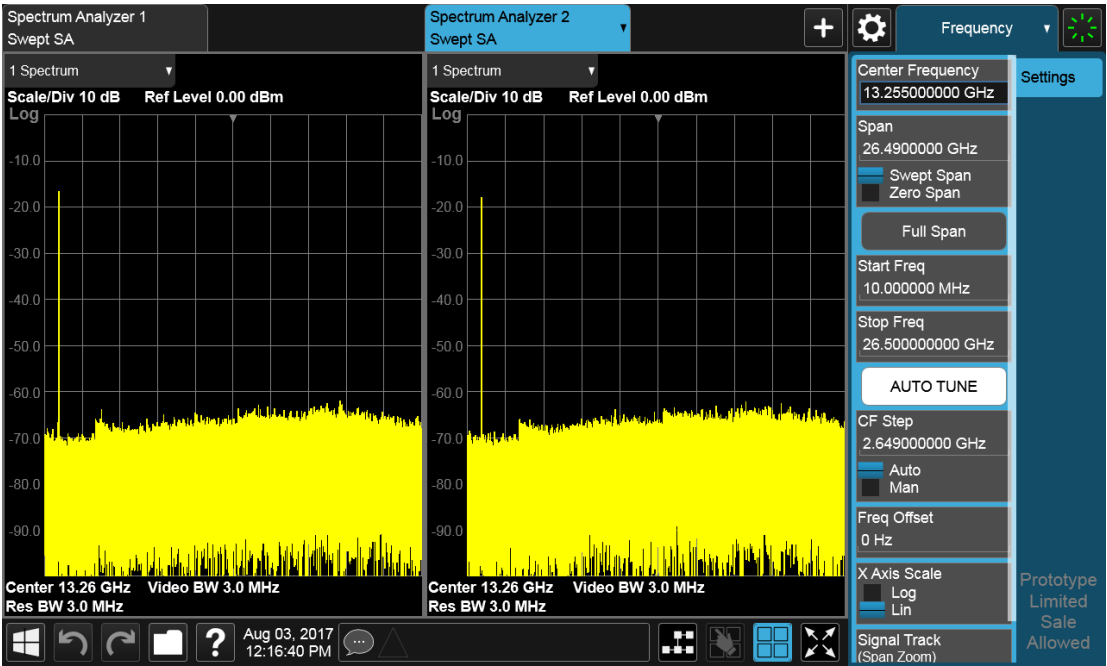 Spectrum Analyzer 1
Swept SA
Spectrum Analyzer 2
Swept SA
+
Frequency
1 Spectrum
Scale/Div 10 dB Ref Level 0.00 dBm
Log
-10.0
-20.0
-30.0
-40.0
-50.0
-60.0
-70.0
-80.0
-90.0
Center 13.26 GHz Video BW 3.0 MHz
Res BW 3.0 MHz
1 Spectrum
Scale/Div 10 dB Ref Level 0.00 dBm
Log
-10.0
-20.0
-30.0
-40.0
-50.0
-60.0
-70.0
-80.0
-90.0
Center 13.26 GHz Video BW 3.0 MHz
Res BW 3.0 MHz
Center Frequency
13.255000000 GHz
Span
26.4900000 GHz
Swept Span
Zero Span
Full Span
Start Freq
10.000000 MHz
Stop Freq
26.500000000 GHz
AUTO TUNE
CF Step
2.649000000 GHz
Auto
Man
Freq Offset
0 Hz
X Axis Scale
Log
Lin
Signal Track
(Span Zoom)
Settings
Prototype
Limited
Sale
Allowed
?
Aug 03, 2017
12:16:40 PM